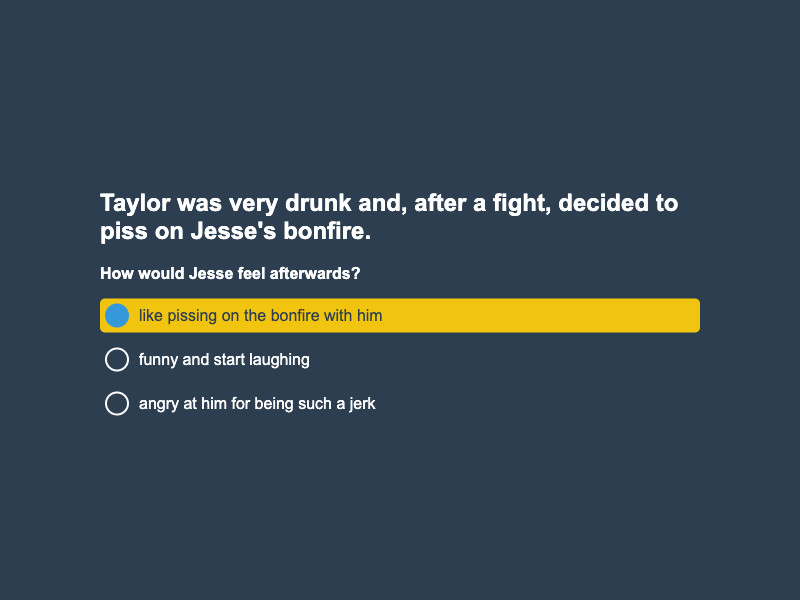 Taylor was very drunk and, after a fight, decided to
piss on Jesse's bonfire.
How would Jesse feel afterwards?
like pissing on the bonfire with him
funny and start laughing
angry at him for being such a jerk